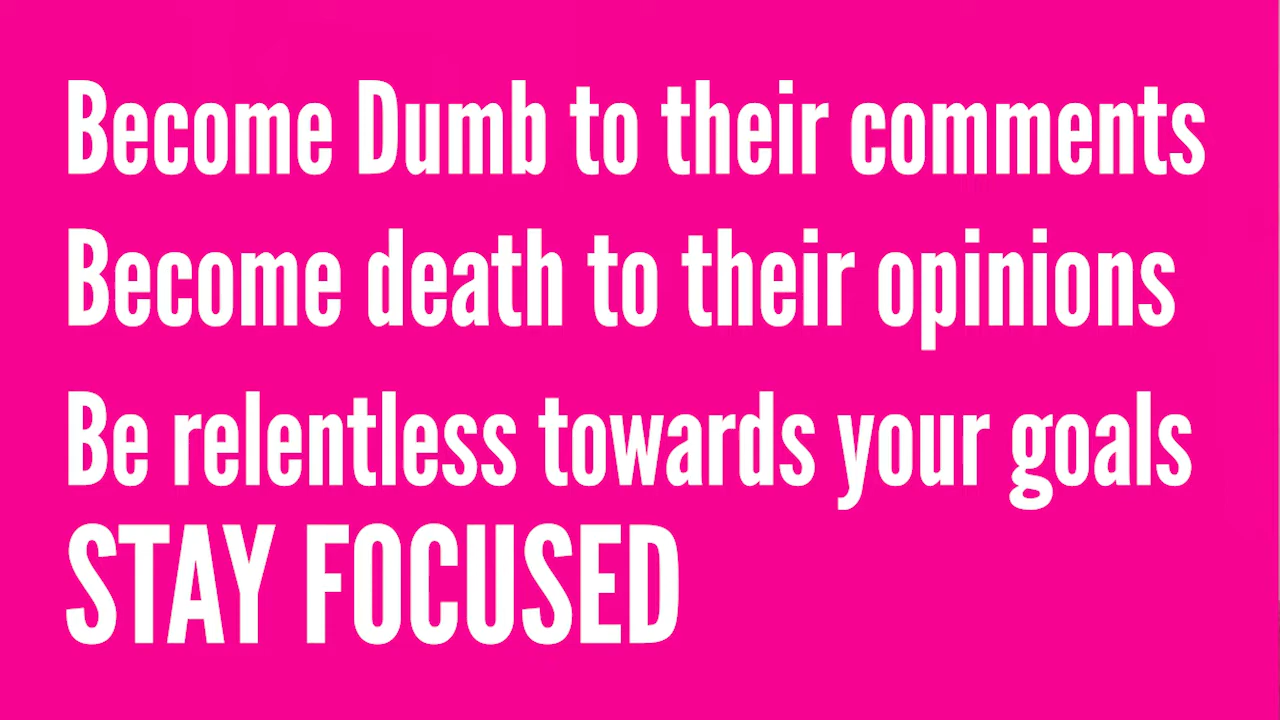 Become Dumb to their comments
Become death to their opinions
Be relentless towards your goals
STAY FOCUSED